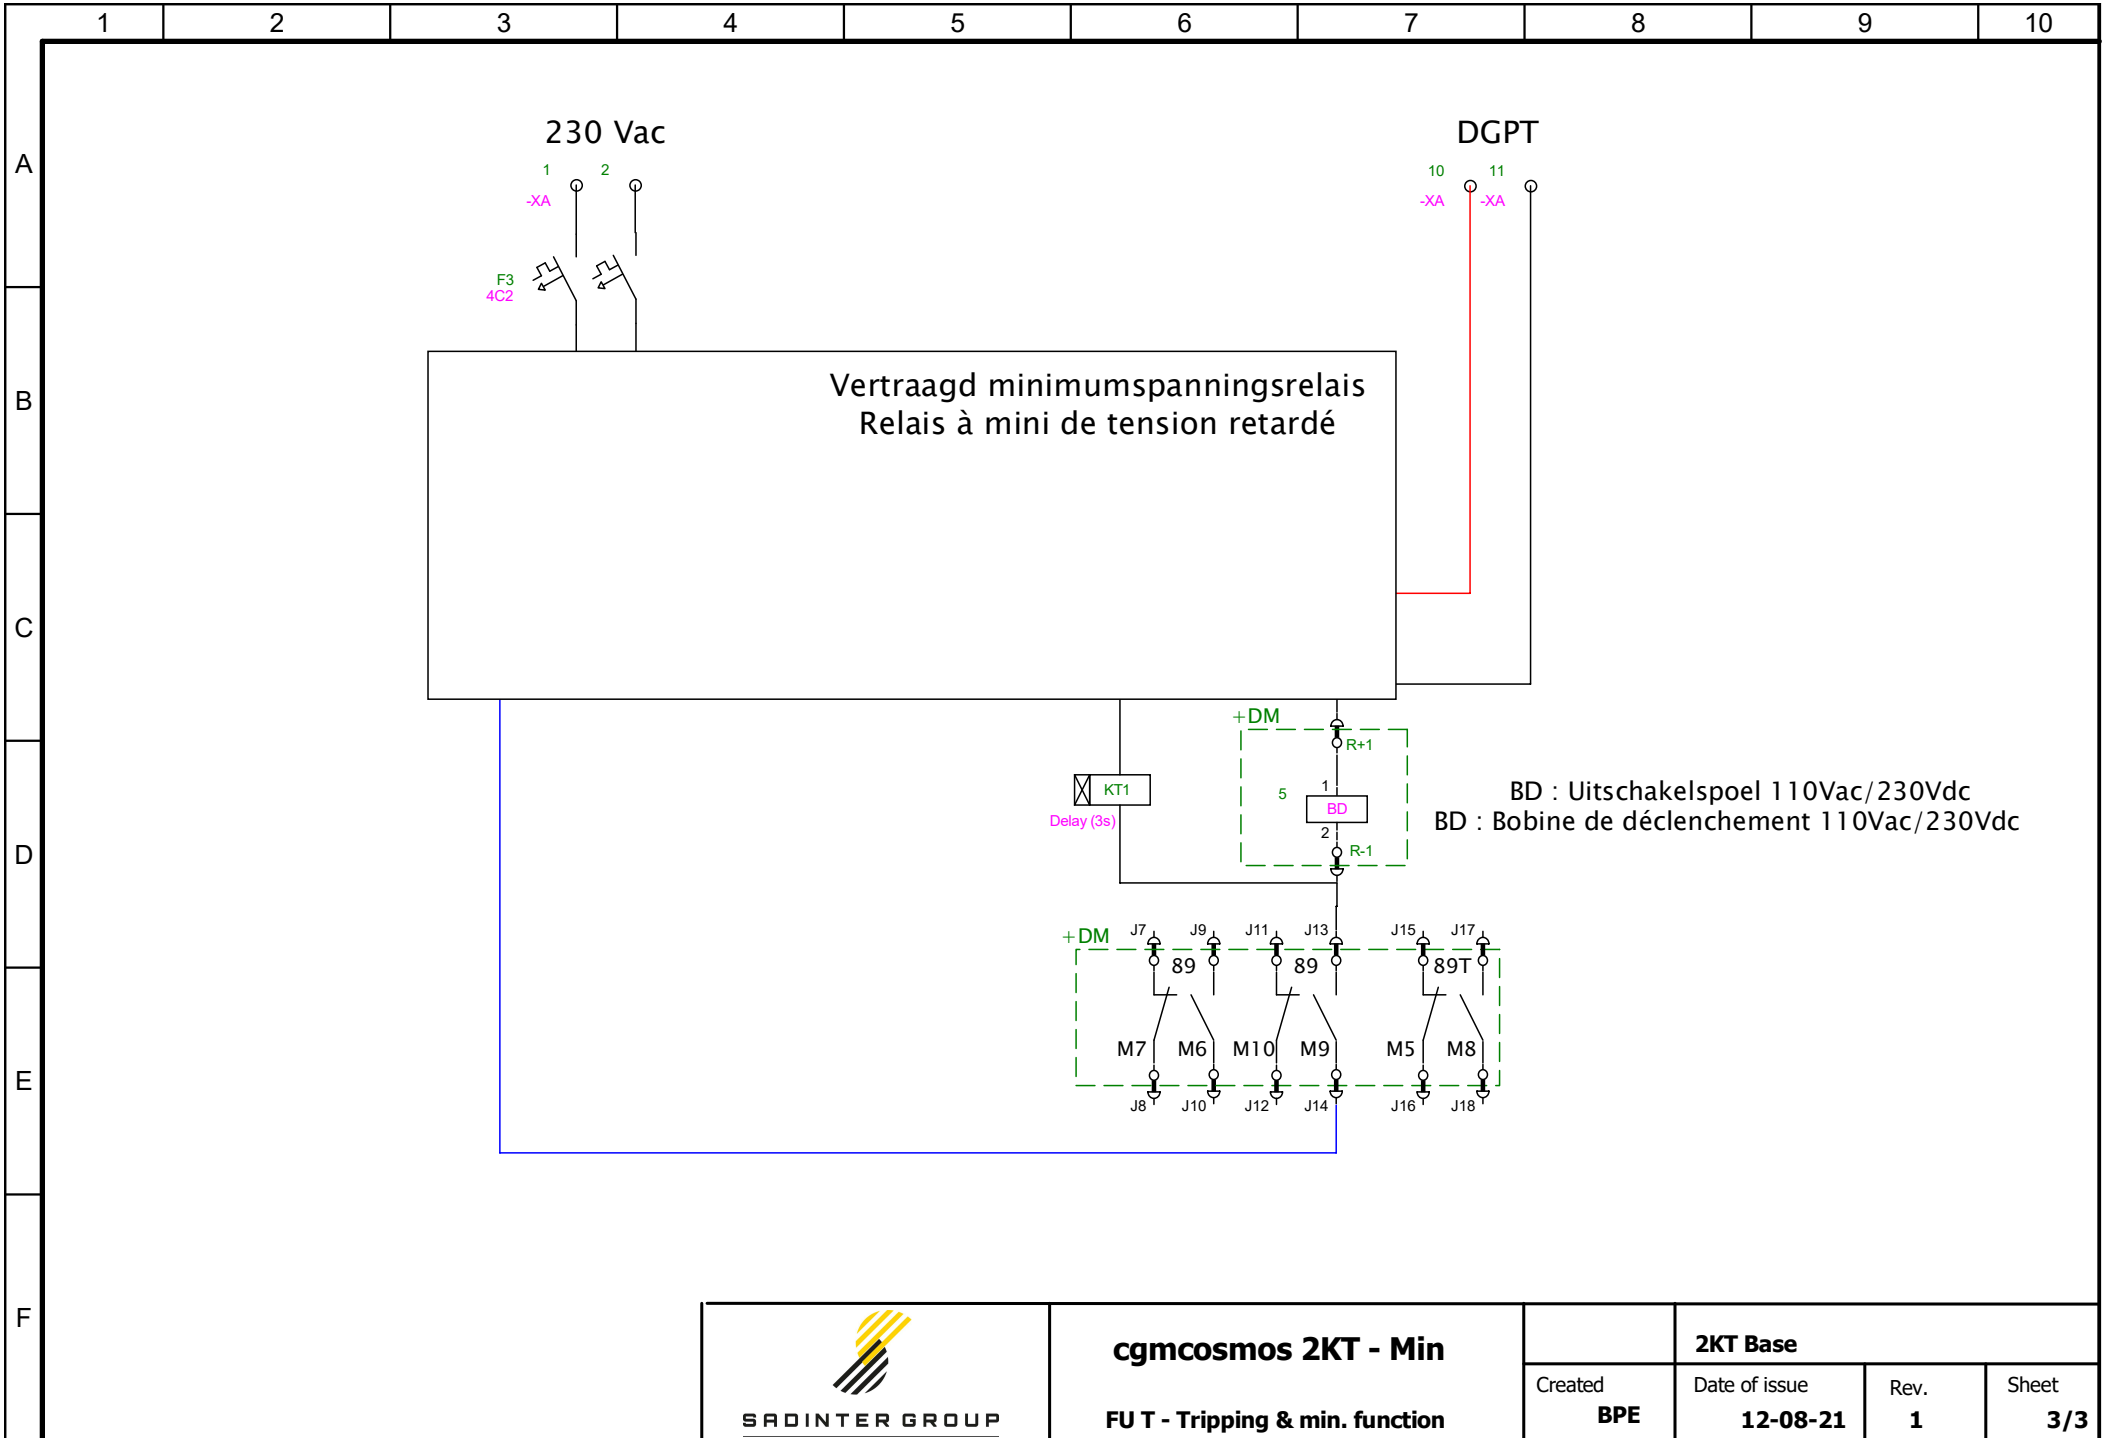 1 2 3 4 5 6 7 8 9 10
A
B
C
D
E
F
230 Vac
1 2
-XA
F3
4C2
DGPT
10 11
-XA -XA
Vertraagd minimumspanningsrelais
Relais à mini de tension retardé
KT1
Delay (3s)
+DM
R+1
5
1
BD
2
R-1
BD : Uitschakelspoel 110Vac/230Vdc
BD : Bobine de déclenchement 110Vac/230Vdc
+DM
J7 J9 J11 J13 J15 J17
89 89 89T
M7 M6 M10 M9 M5 M8
J8 J10 J12 J14 J16 J18
SADINTER GROUP
cgmcosmos 2KT - Min
FU T - Tripping & min. function
2KT Base
Created
BPE
Date of issue
12-08-21
Rev.
1
Sheet
3/3